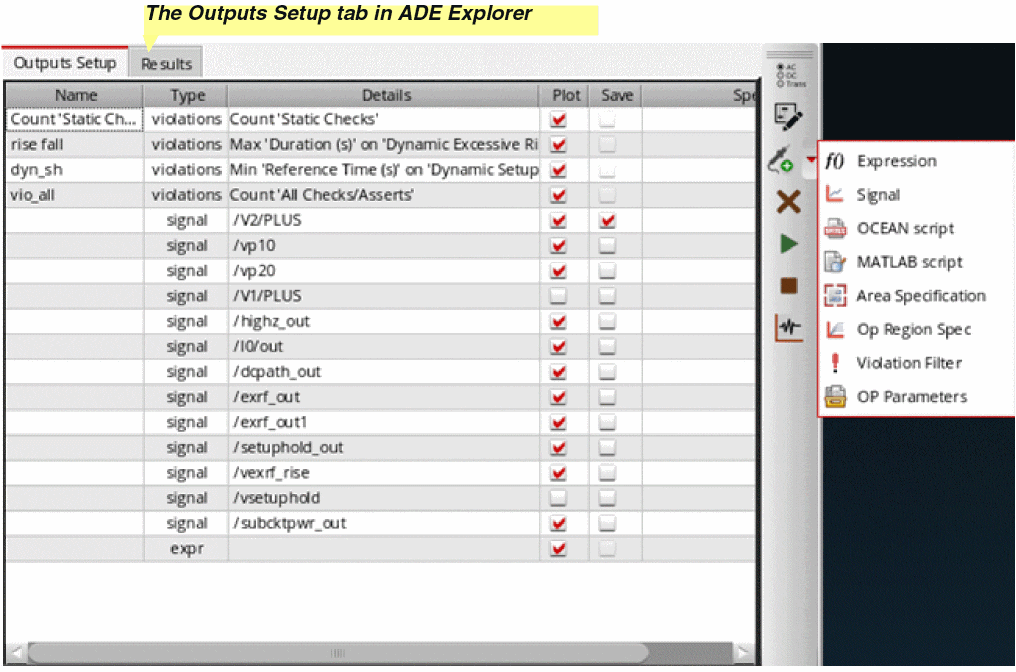 The Outputs Setup tab in ADE Explorer
Outputs Setup Results
Name Type Details Plot Save Spe
Count 'Static Ch... violations Count 'Static Checks'
rise fall violations Max 'Duration (s)' on 'Dynamic Excessive Ri
dyn_sh violations Min 'Reference Time (s)' on 'Dynamic Setup
vio_all violations Count 'All Checks/Asserts'
signal /V2/PLUS
signal /vp10
signal /vp20
signal /V1/PLUS
signal /highz_out
signal /I0/out
signal /dcpath_out
signal /exrf_out
signal /exrf_out1
signal /setuphold_out
signal /vexrf_rise
signal /vsetuphold
signal /subcktpwr_out
expr
AC
DC
Trans
f() Expression
Signal
OCEAN script
MATLAB script
Area Specification
Op Region Spec
Violation Filter
OP Parameters